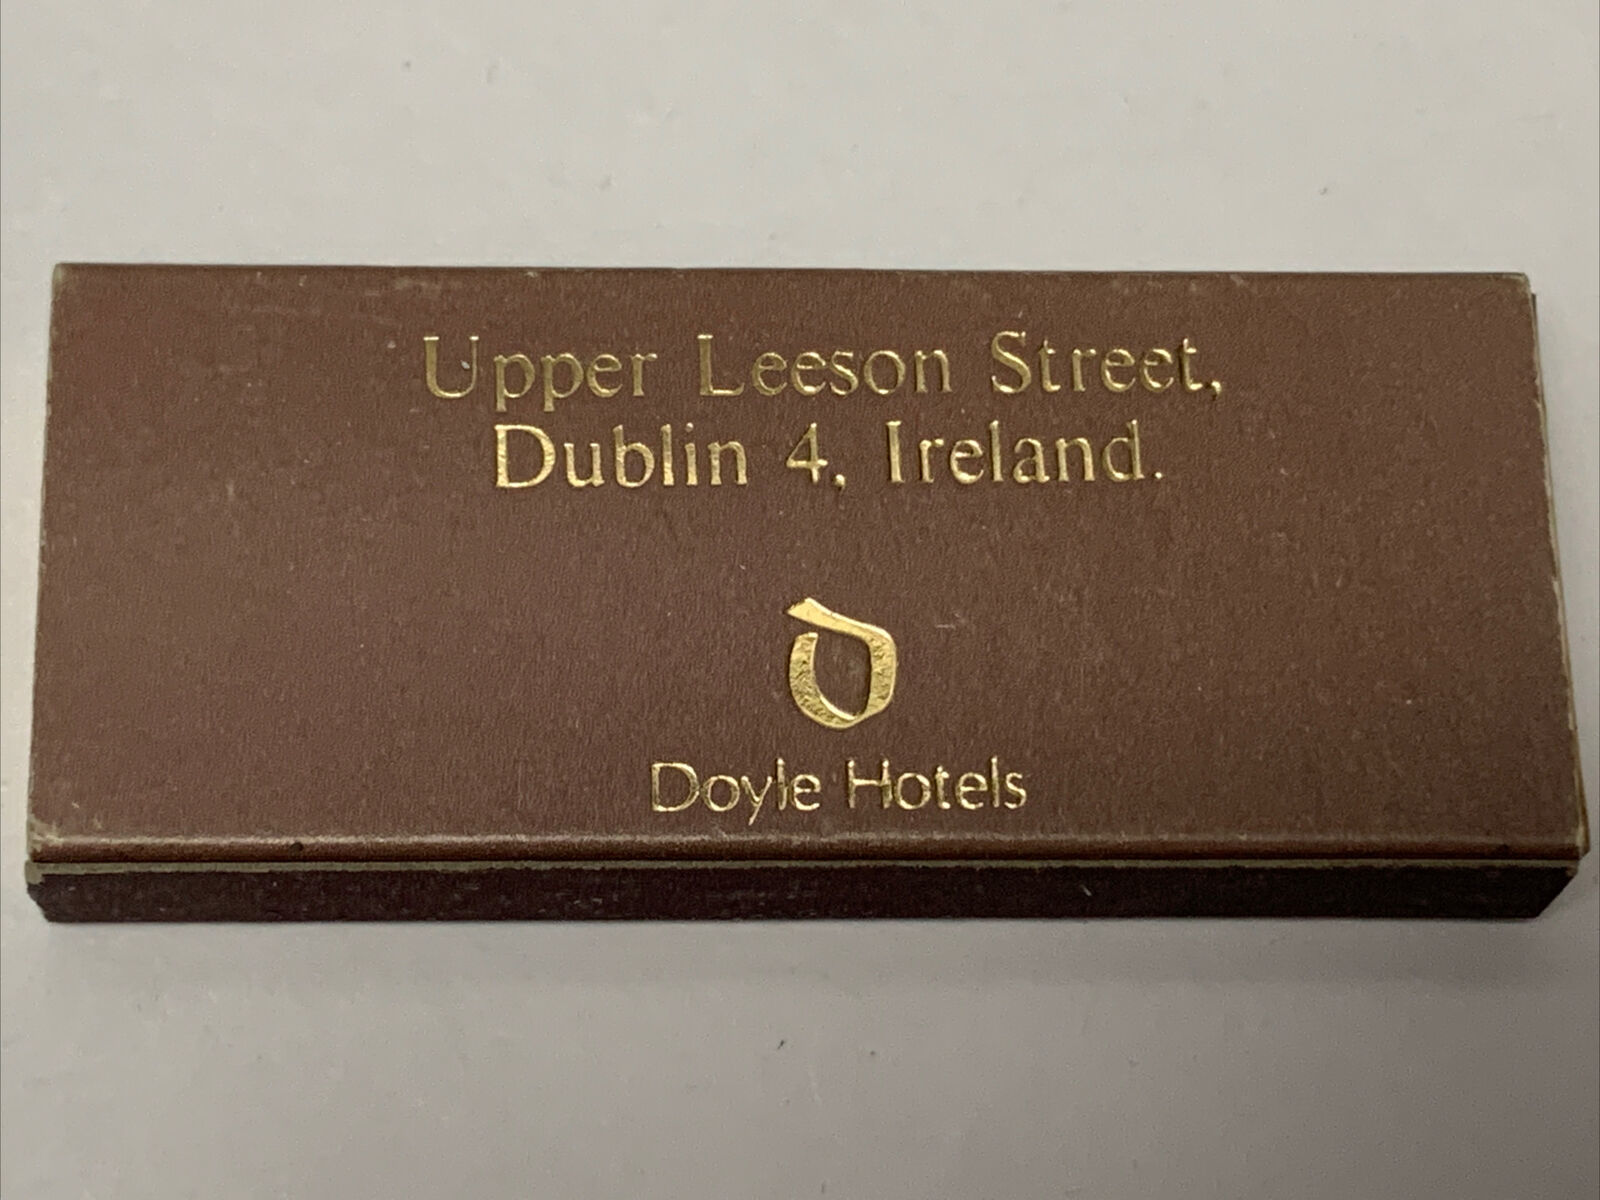 Upper Leeson Street,
Dublin 4, Ireland.
Doyle Hotels